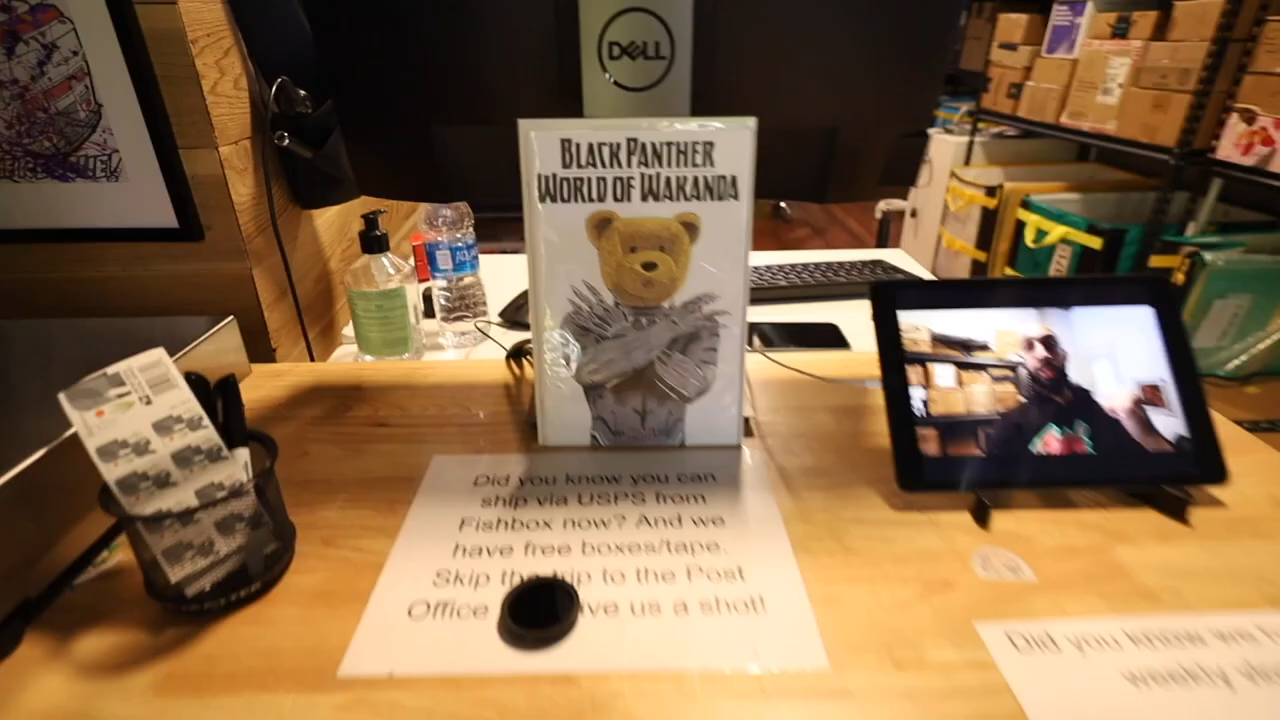 DELL
BLACK PANTHER
WORLD OF WAKANDA
Did you know you can
ship via USPS from
Fishbox now? And we
have free boxes/tape.
Skip the trip to the Post
Office ve us a shot!
Did you know we
weekly